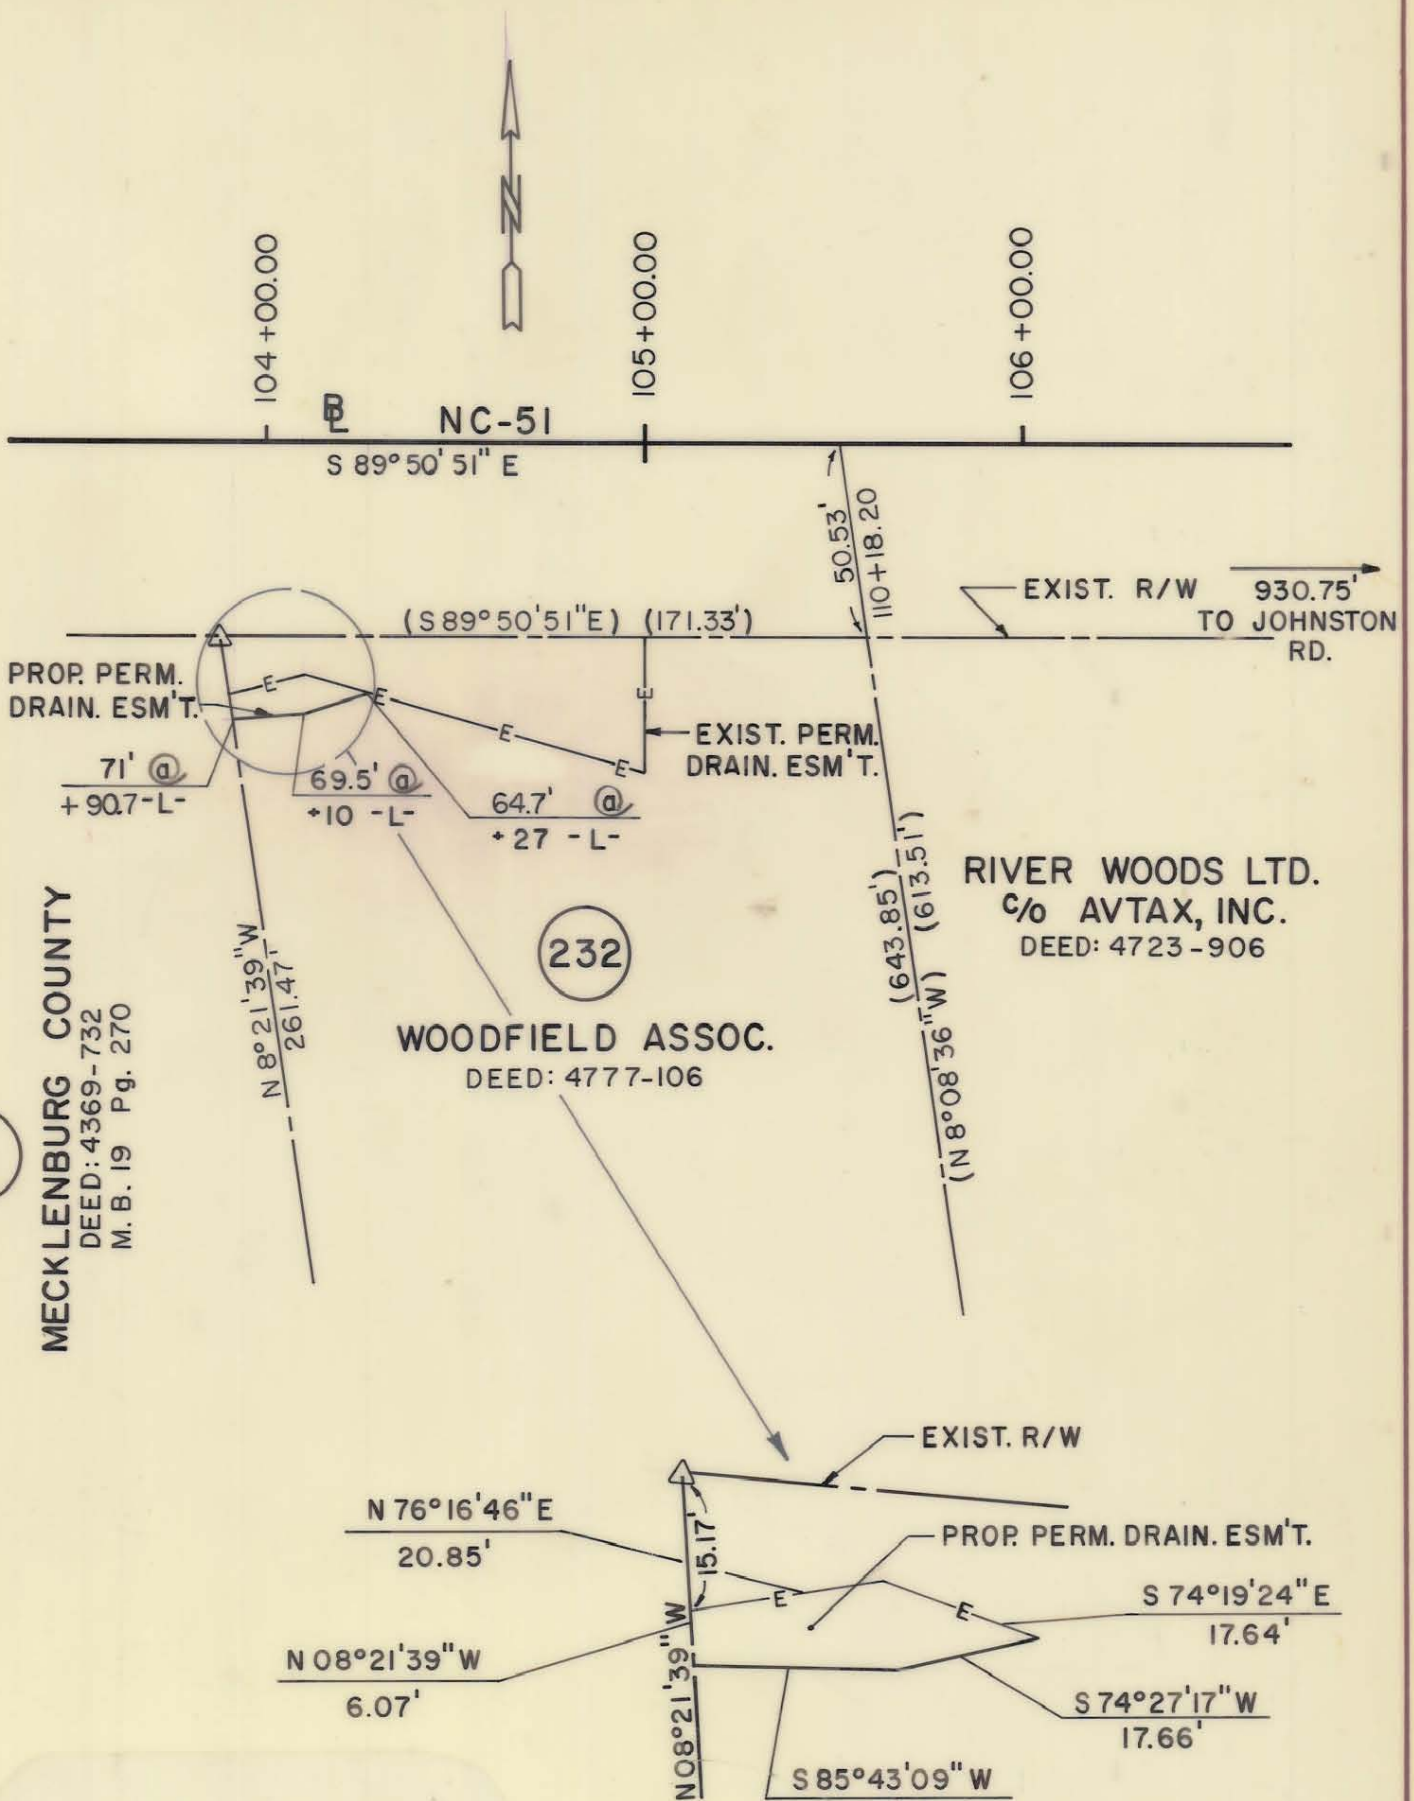 N
104+00.00
105+00.00
106+00.00
BL NC-51
S 89°50'51" E
50.53'
110+18.20
EXIST. R/W
930.75'
TO JOHNSTON
RD.
(S89°50'51"E) (171.33')
PROP. PERM.
DRAIN. ESM'T.
E
E
E
E
E
EXIST. PERM.
DRAIN. ESM'T.
71' @
+90.7-L-
69.5' @
+10 -L-
64.7' @
+27 -L-
(643.85')
(613.51')
(N 8°08'36"W)
RIVER WOODS LTD.
C/O AVTAX, INC.
DEED: 4723-906
MECKLENBURG COUNTY
DEED: 4369-732
M. B. 19 Pg. 270
N 8°21'39"W
261.47'
232
WOODFIELD ASSOC.
DEED: 4777-106
EXIST. R/W
N 76°16'46"E
20.85'
15.17'
PROP. PERM. DRAIN. ESM'T.
E
E
S 74°19'24"E
17.64'
N 08°21'39"W
6.07'
N08°21'39"W
S 74°27'17"W
17.66'
S 85°43'09"W